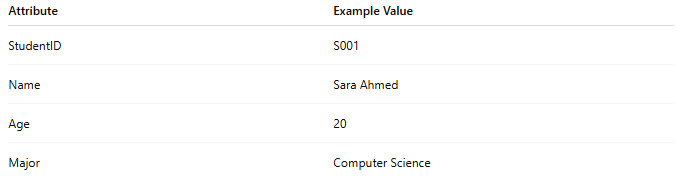 Attribute Example Value
StudentID S001
Name Sara Ahmed
Age 20
Major Computer Science